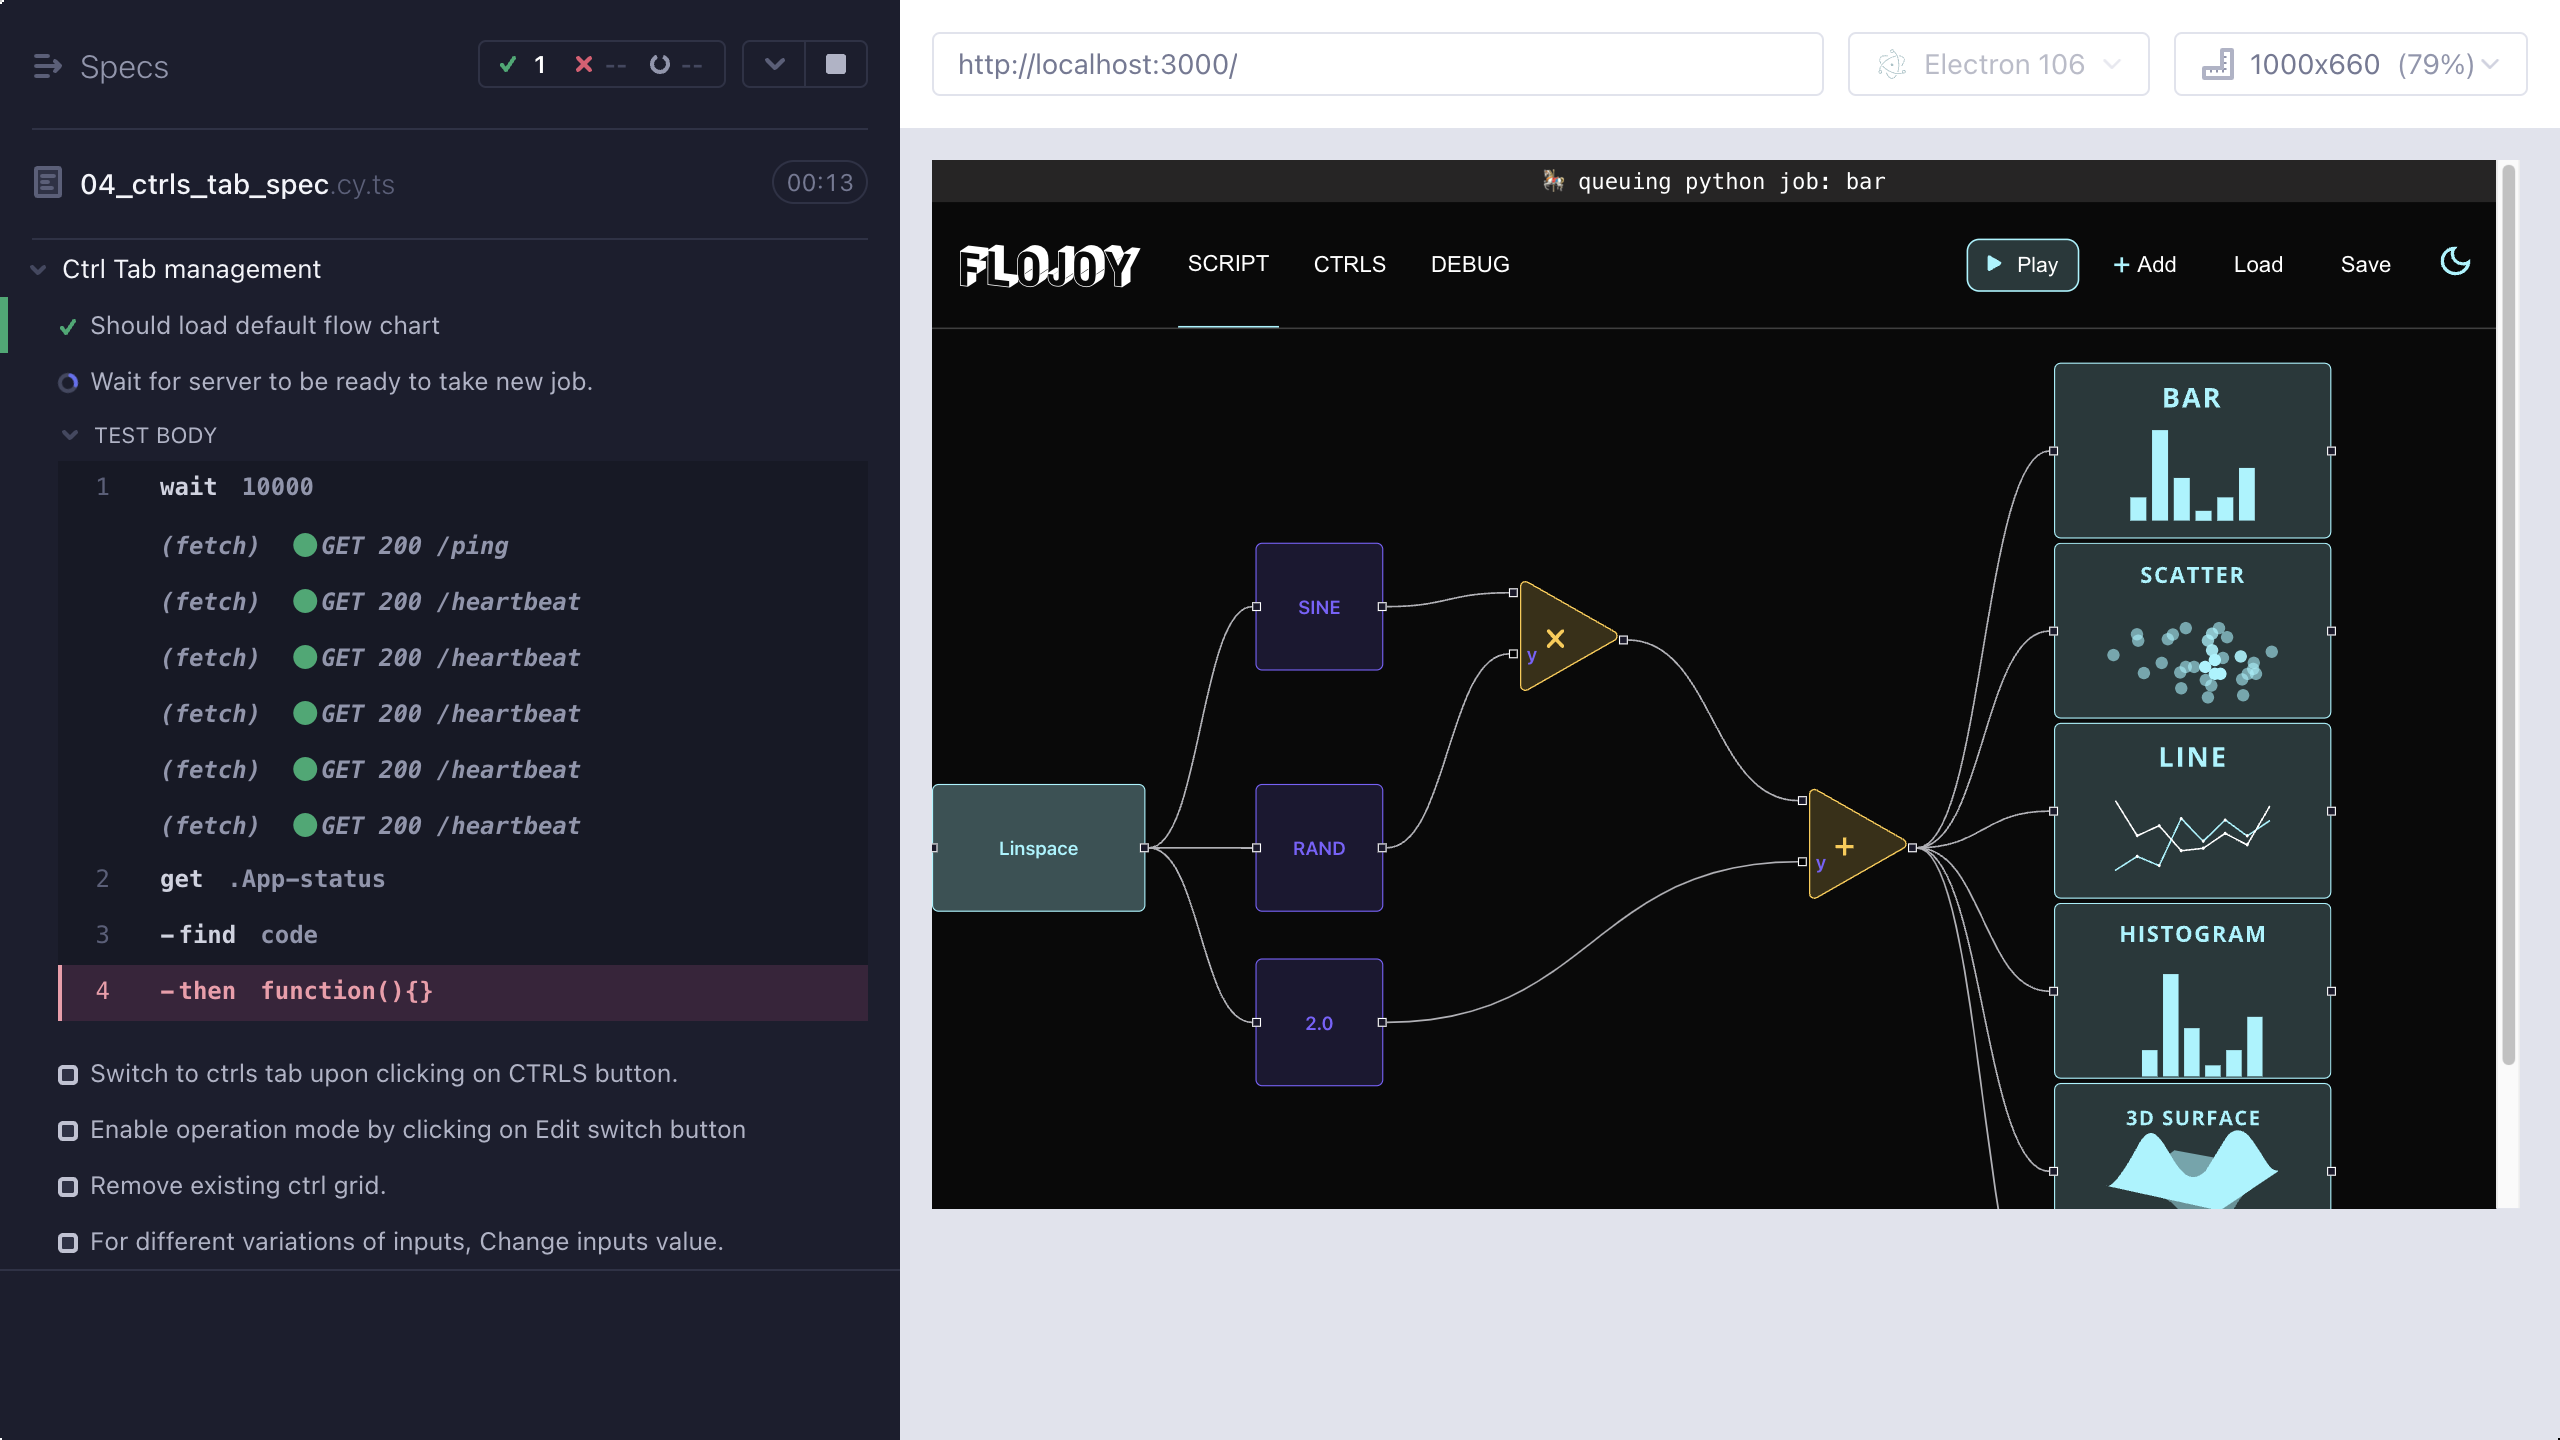 Specs
1 -- --
04_ctrls_tab_spec.cy.ts 00:13
Ctrl Tab management
Should load default flow chart
Wait for server to be ready to take new job.
TEST BODY
1 wait 10000
(fetch) GET 200 /ping
(fetch) GET 200 /heartbeat
(fetch) GET 200 /heartbeat
(fetch) GET 200 /heartbeat
(fetch) GET 200 /heartbeat
(fetch) GET 200 /heartbeat
2 get .App-status
3 -find code
4 -then function(){}
Switch to ctrls tab upon clicking on CTRLS button.
Enable operation mode by clicking on Edit switch button
Remove existing ctrl grid.
For different variations of inputs, Change inputs value.
http://localhost:3000/
Electron 106
1000x660 (79%)
🎠 queuing python job: bar
FLOJOY
SCRIPT CTRLS DEBUG
Play + Add Load Save
Linspace
SINE
RAND
2.0
× y
+ y
BAR
SCATTER
LINE
HISTOGRAM
3D SURFACE